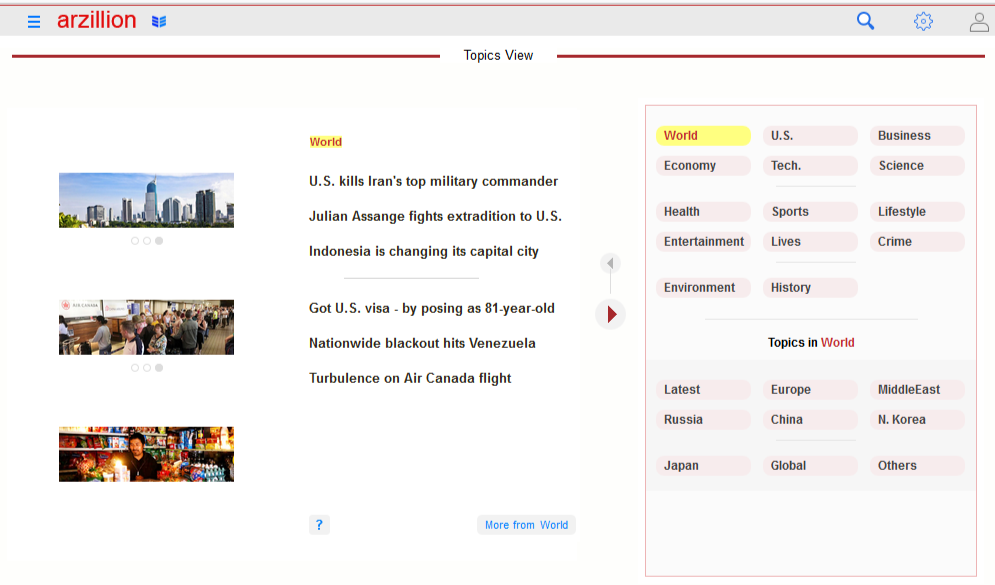 arzillion
Topics View
World
U.S. kills Iran's top military commander
Julian Assange fights extradition to U.S.
Indonesia is changing its capital city
Got U.S. visa - by posing as 81-year-old
Nationwide blackout hits Venezuela
Turbulence on Air Canada flight
?
More from World
World U.S. Business
Economy Tech. Science
Health Sports Lifestyle
Entertainment Lives Crime
Environment History
Topics in World
Latest Europe MiddleEast
Russia China N. Korea
Japan Global Others
AIR CANADA